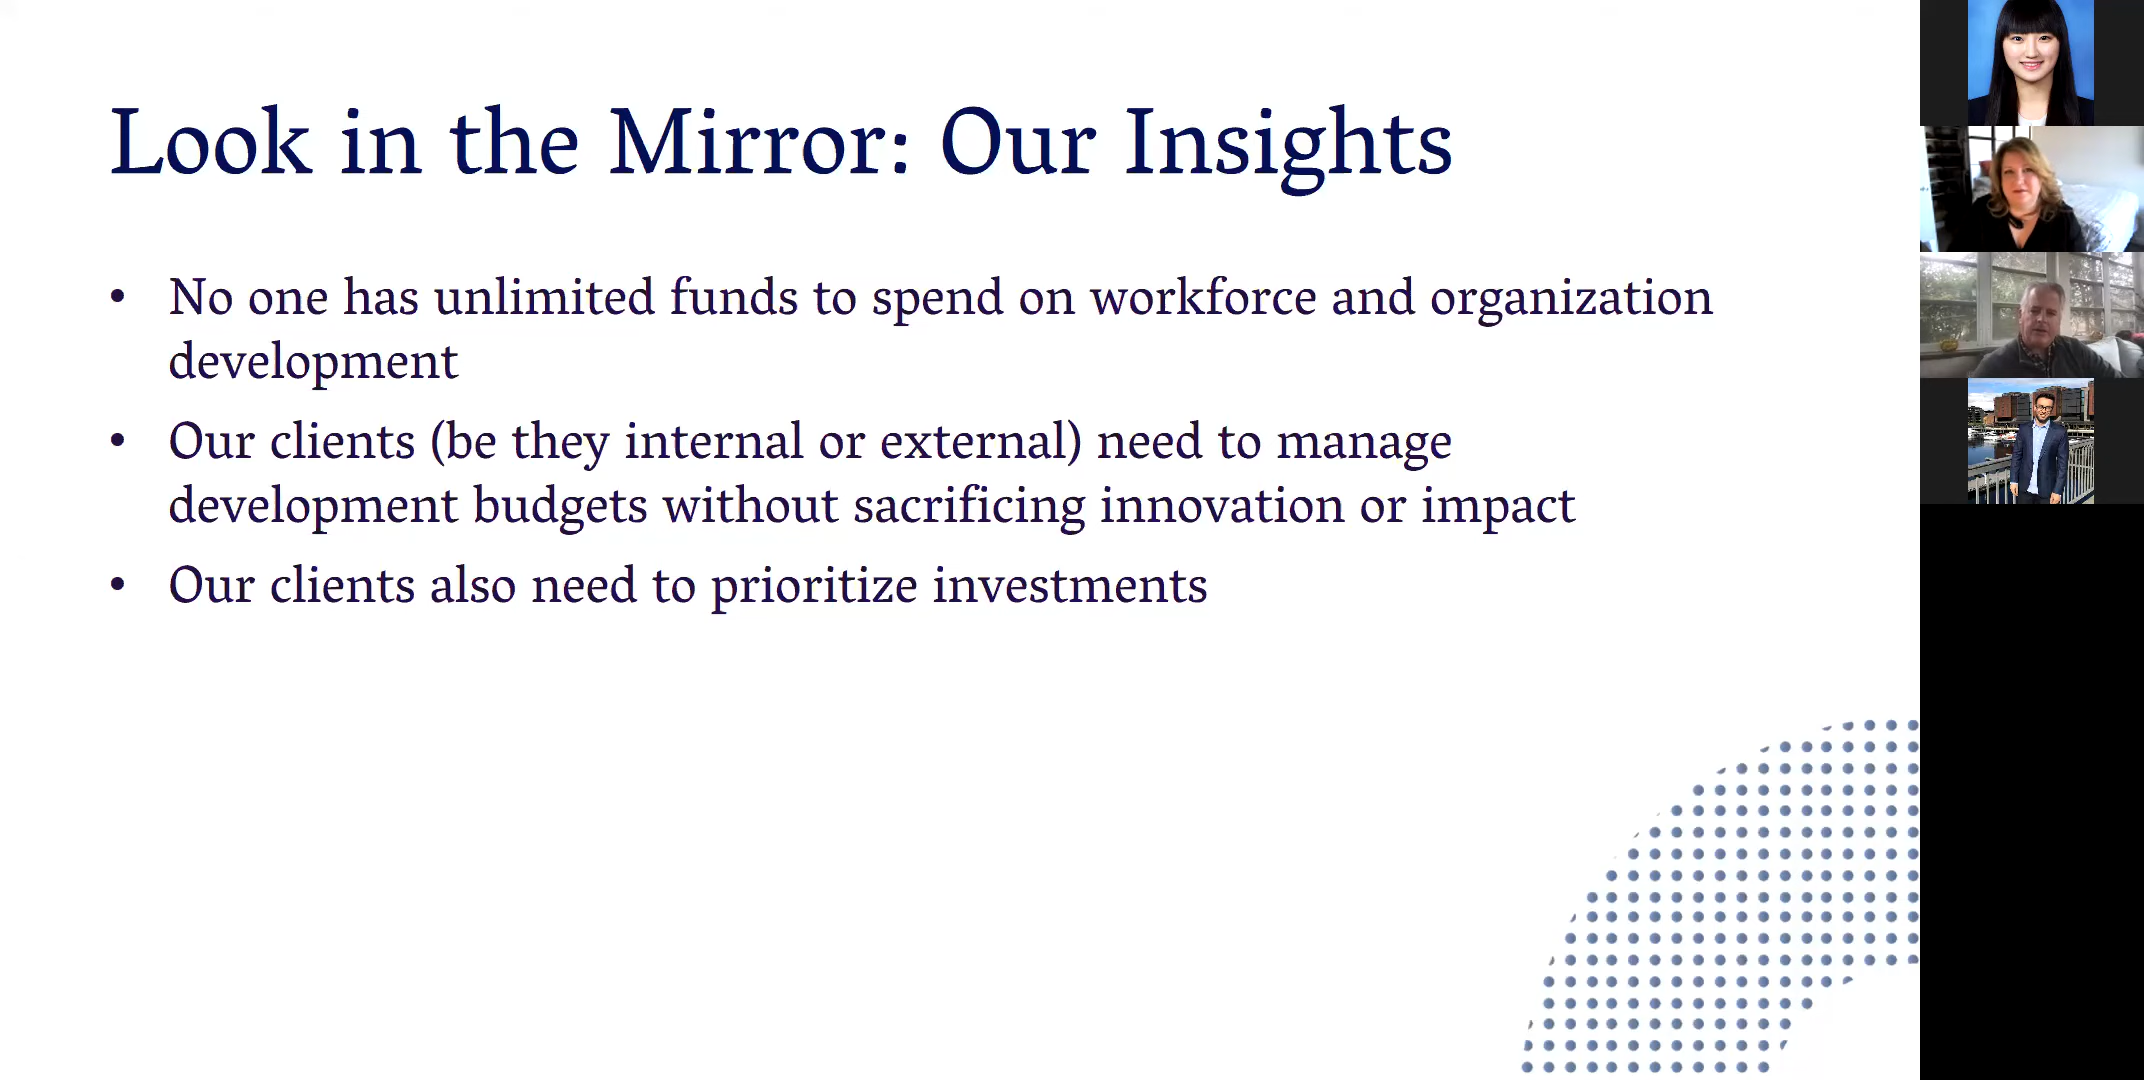 Look in the Mirror: Our Insights
• No one has unlimited funds to spend on workforce and organization
development
• Our clients (be they internal or external) need to manage
development budgets without sacrificing innovation or impact
• Our clients also need to prioritize investments